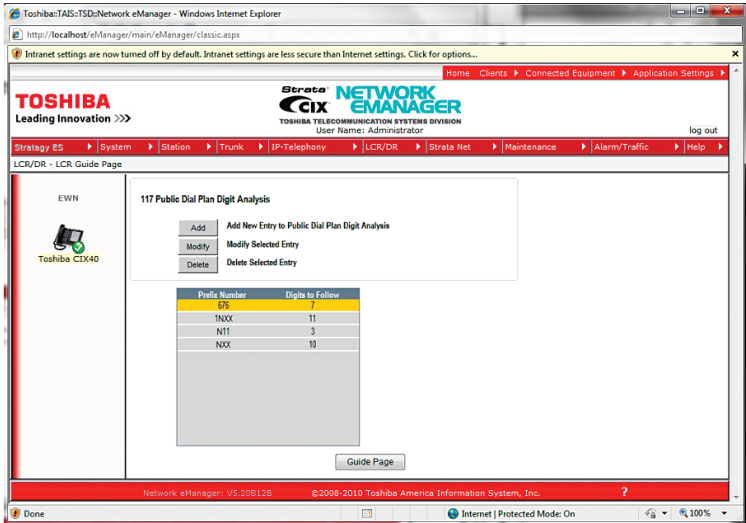 Toshiba::TAIS::TSD::Network eManager - Windows Internet Explorer
http://localhost/eManager/main/eManager/classic.aspx
Intranet settings are now turned off by default. Intranet settings are less secure than Internet settings. Click for options...
Home Clients Connected Equipment Application Settings
TOSHIBA
Leading Innovation >>>
Strata CIX NETWORK EMANAGER
TOSHIBA TELECOMMUNICATION SYSTEMS DIVISION
User Name: Administrator
log out
Stratagy ES System Station Trunk IP-Telephony LCR/DR Strata Net Maintenance Alarm/Traffic Help
LCR/DR - LCR Guide Page
EWN
Toshiba CIX40
117 Public Dial Plan Digit Analysis
Add Add New Entry to Public Dial Plan Digit Analysis
Modify Modify Selected Entry
Delete Delete Selected Entry
Prefix Number Digits to Follow
676 7
1NXX 11
N11 3
NXX 10
Guide Page
Network eManager: V5.20B12B ©2008-2010 Toshiba America Information System, Inc. ?
Done Internet | Protected Mode: On 100%